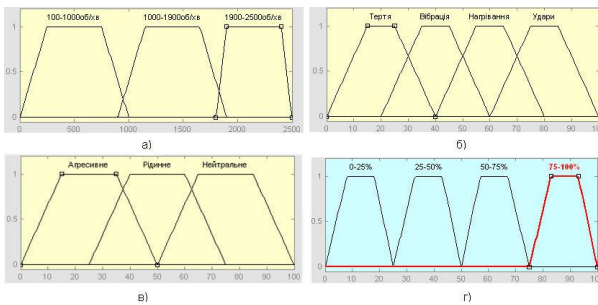 100-1000об/хв 1000-1900об/хв 1900-2500об/хв
1
0.5
0
0 500 1000 1500 2000 2500
а)
Тертя Вібрація Нагрівання Удари
1
0.5
0
0 10 20 30 40 50 60 70 80 90 100
б)
Агресивне Рідинне Нейтральне
1
0.5
0
0 10 20 30 40 50 60 70 80 90 100
в)
0-25% 25-50% 50-75% 75-100%
1
0.5
0
0 10 20 30 40 50 60 70 80 90 100
г)